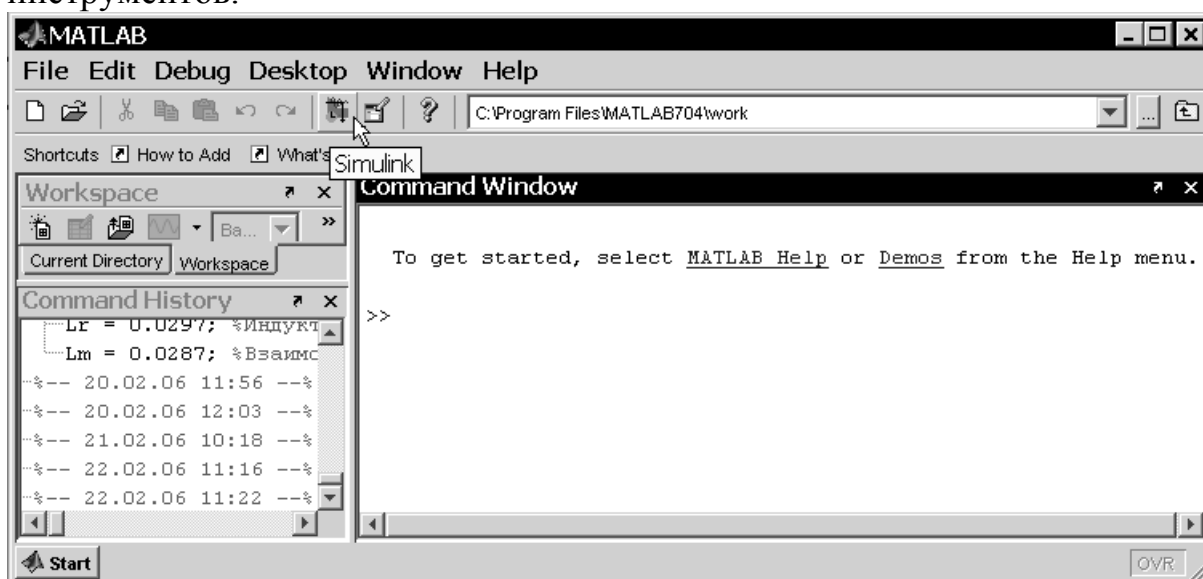 инструментов.
MATLAB
File Edit Debug Desktop Window Help
C:\Program Files\MATLAB704\work
...
Shortcuts How to Add What's
Simulink
Workspace
Ba...
»
Current Directory Workspace
Command History
Lr = 0.0297; %Индукт
Lm = 0.0287; %Взаимо
%-- 20.02.06 11:56 --%
%-- 20.02.06 12:03 --%
%-- 21.02.06 10:18 --%
%-- 22.02.06 11:16 --%
%-- 22.02.06 11:22 --%
Command Window
To get started, select MATLAB Help or Demos from the Help menu.
>>
Start
OVR